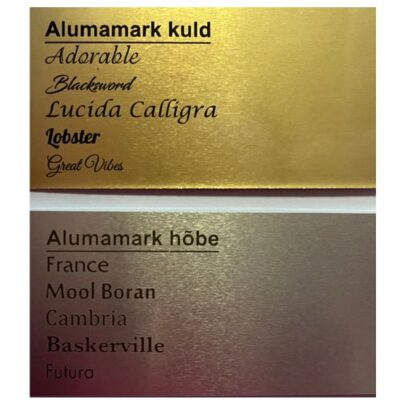 Alumamark kuld
Adorable
Blacksword
Lucida Calligra
Lobster
Great Vibes
Alumamark hõbe
France
Mool Boran
Cambria
Baskerville
Futura